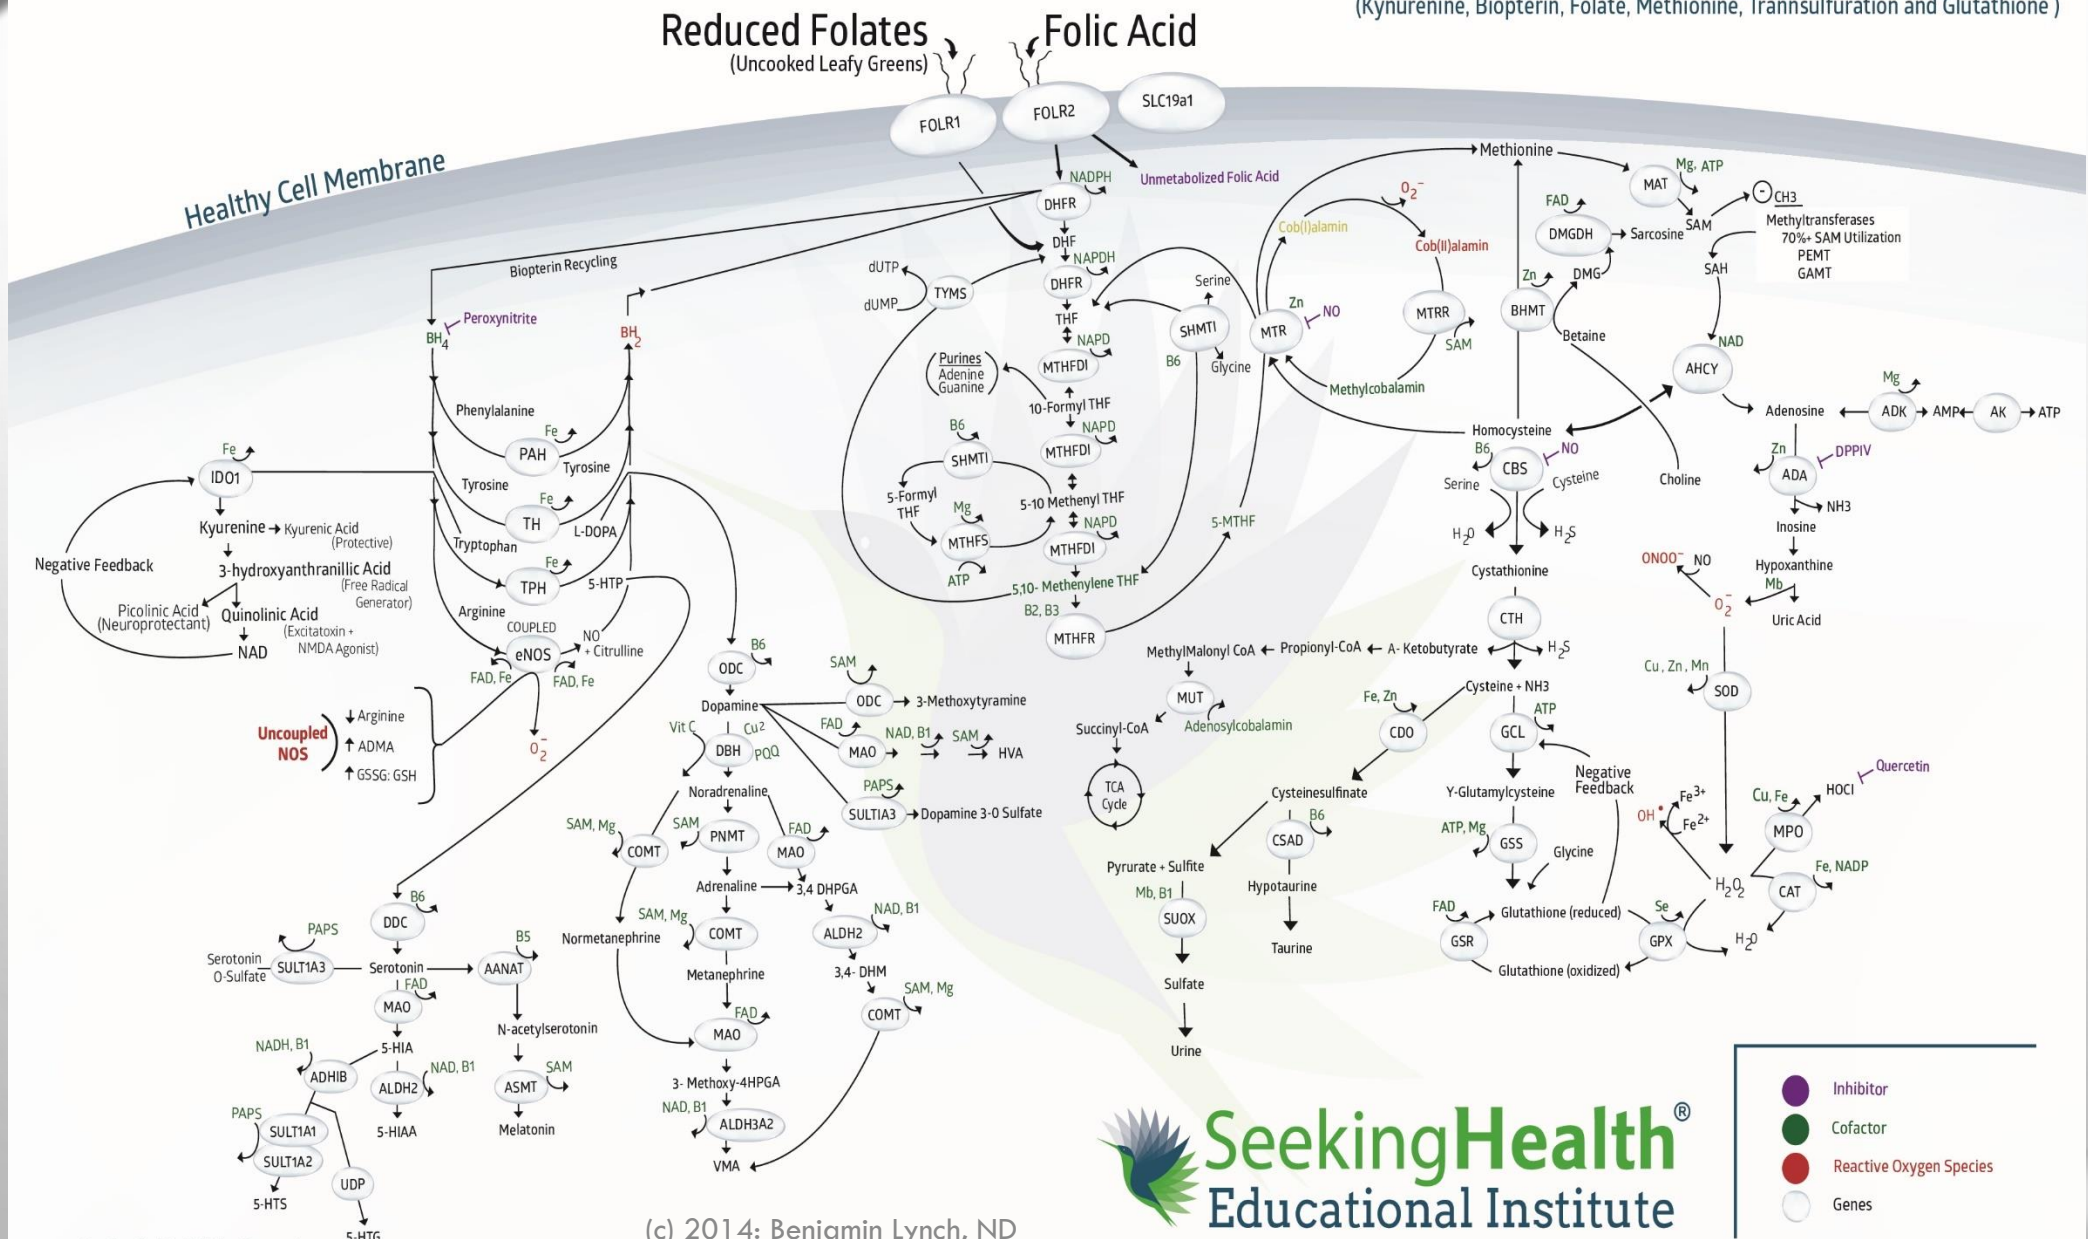 (Kynurenine, Biopterin, Folate, Methionine, Trannsulfuration and Glutathione )
Reduced Folates
(Uncooked Leafy Greens)
Folic Acid
FOLR1
FOLR2
SLC19a1
Healthy Cell Membrane
NADPH
Unmetabolized Folic Acid
DHFR
DHF
NAPDH
DHFR
THF
NAPD
MTHFDI
10-Formyl THF
NAPD
MTHFDI
5-10 Methenyl THF
NAPD
MTHFDI
5,10- Methenylene THF
B2, B3
MTHFR
5-MTHF
dUTP
dUMP
TYMS
(Purines
Adenine
Guanine)
B6
SHMTI
5-Formyl
THF
Mg
MTHFS
ATP
Serine
SHMTI
B6
Glycine
Zn
NO
MTR
Cob(I)alamin
O2-
Cob(II)alamin
MTRR
SAM
Methylcobalamin
Methionine
MAT
Mg, ATP
SAM
- CH3
Methyltransferases
70%+ SAM Utilization
PEMT
GAMT
SAH
NAD
AHCY
FAD
DMGDH
Sarcosine
DMG
Zn
BHMT
Betaine
Choline
Homocysteine
Adenosine
Mg
ADK
AMP
AK
ATP
Zn
DPPIV
ADA
NH3
Inosine
Hypoxanthine
Mb
Uric Acid
ONOO-
NO
O2-
Cu, Zn, Mn
SOD
B6
NO
CBS
Serine
Cysteine
H2O
H2S
Cystathionine
CTH
H2S
A- Ketobutyrate
Propionyl-CoA
MethylMalonyl CoA
MUT
Adenosylcobalamin
Succinyl-CoA
TCA
Cycle
Cysteine + NH3
Fe, Zn
CDO
ATP
GCL
Negative
Feedback
Y-Glutamylcysteine
ATP, Mg
GSS
Glycine
FAD
GSR
Glutathione (reduced)
Glutathione (oxidized)
Se
GPX
H2O
H2O2
OH•
Fe3+
Fe2+
Cu, Fe
MPO
HOCI
Quercetin
Fe, NADP
CAT
Cysteinesulfinate
B6
CSAD
Hypotaurine
Taurine
Pyrurate + Sulfite
Mb, B1
SUOX
Sulfate
Urine
Biopterin Recycling
BH4
Peroxynitrite
BH2
Phenylalanine
Fe
PAH
Tyrosine
Tyrosine
Fe
TH
L-DOPA
Tryptophan
Fe
TPH
5-HTP
Arginine
COUPLED
eNOS
NO
+ Citrulline
FAD, Fe
FAD, Fe
O2-
Uncoupled
NOS
Arginine
ADMA
GSSG: GSH
Fe
IDO1
Kyurenine
Kyurenic Acid
(Protective)
3-hydroxyanthranillic Acid
(Free Radical
Generator)
Picolinic Acid
(Neuroprotectant)
Quinolinic Acid
(Excitatoxin +
NMDA Agonist)
NAD
Negative Feedback
B6
ODC
Dopamine
SAM
ODC
3-Methoxytyramine
FAD
MAO
NAD, B1
SAM
HVA
PAPS
SULTIA3
Dopamine 3-0 Sulfate
Vit C
Cu2
DBH
PQQ
Noradrenaline
SAM, Mg
COMT
SAM
PNMT
FAD
MAO
Adrenaline
3,4 DHPGA
NAD, B1
ALDH2
3,4- DHM
SAM, Mg
COMT
Normetanephrine
SAM, Mg
COMT
Metanephrine
FAD
MAO
3- Methoxy-4HPGA
NAD, B1
ALDH3A2
VMA
B6
DDC
PAPS
Serotonin
O-Sulfate
SULT1A3
Serotonin
B5
AANAT
FAD
MAO
N-acetylserotonin
SAM
ASMT
Melatonin
5-HIA
NADH, B1
ADHIB
NAD, B1
ALDH2
5-HIAA
PAPS
SULT1A1
SULT1A2
5-HTS
UDP
5-HTG
(c) 2014: Benjamin Lynch, ND
SeekingHealth®
Educational Institute
Inhibitor
Cofactor
Reactive Oxygen Species
Genes